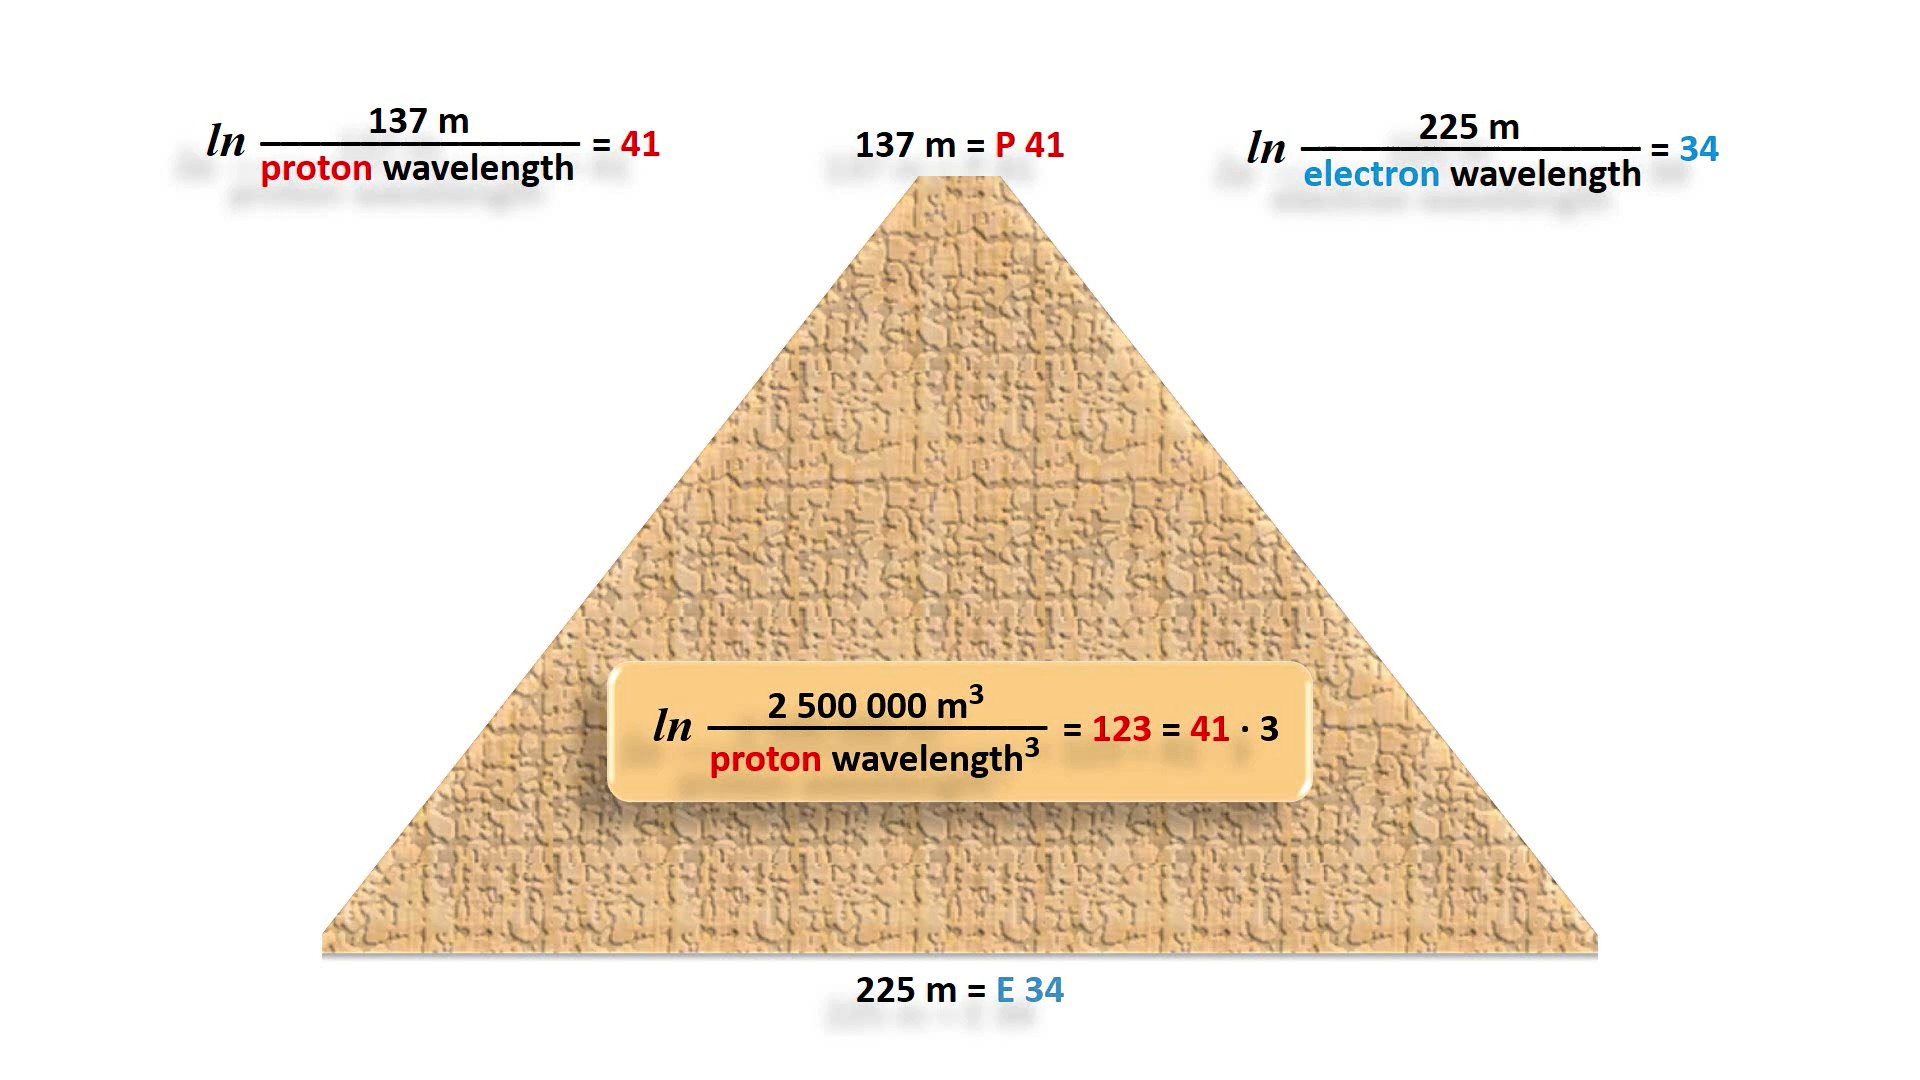 ln 137 m / proton wavelength = 41
137 m = P 41
ln 225 m / electron wavelength = 34
ln 2 500 000 m³ / proton wavelength³ = 123 = 41 · 3
225 m = E 34